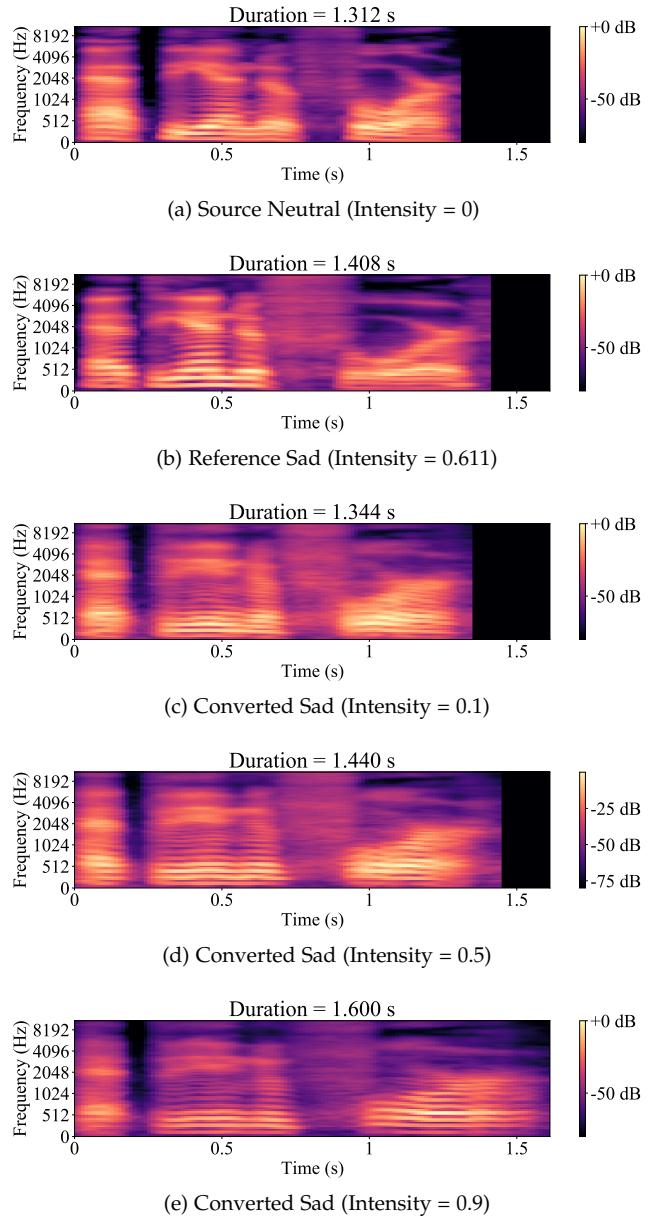 Duration = 1.312 s
Frequency (Hz)
8192
4096
2048
1024
512
0
0
0.5
1
1.5
Time (s)
+0 dB
-50 dB
(a) Source Neutral (Intensity = 0)
Duration = 1.408 s
Frequency (Hz)
8192
4096
2048
1024
512
0
0
0.5
1
1.5
Time (s)
+0 dB
-50 dB
(b) Reference Sad (Intensity = 0.611)
Duration = 1.344 s
Frequency (Hz)
8192
4096
2048
1024
512
0
0
0.5
1
1.5
Time (s)
+0 dB
-50 dB
(c) Converted Sad (Intensity = 0.1)
Duration = 1.440 s
Frequency (Hz)
8192
4096
2048
1024
512
0
0
0.5
1
1.5
Time (s)
-25 dB
-50 dB
-75 dB
(d) Converted Sad (Intensity = 0.5)
Duration = 1.600 s
Frequency (Hz)
8192
4096
2048
1024
512
0
0
0.5
1
1.5
Time (s)
+0 dB
-50 dB
(e) Converted Sad (Intensity = 0.9)